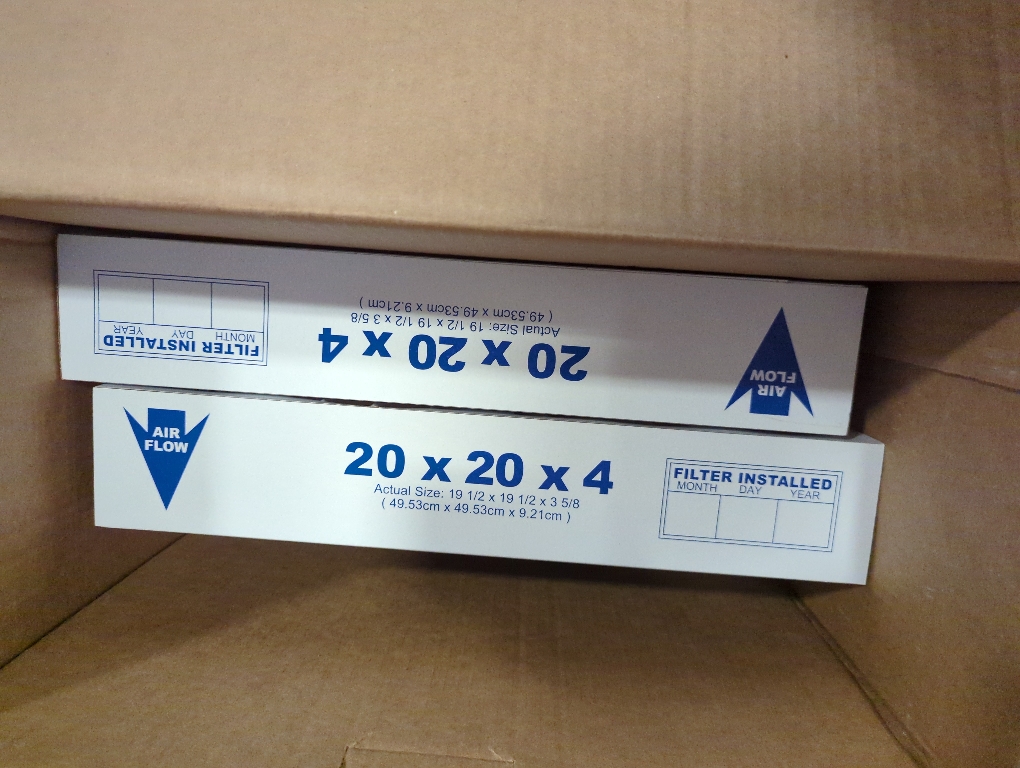 FILTER INSTALLED
MONTH DAY YEAR
20 x 20 x 4
Actual Size: 19 1/2 x 19 1/2 x 3 5/8
( 49.53cm x 49.53cm x 9.21cm )
AIR
FLOW
AIR
FLOW
20 x 20 x 4
Actual Size: 19 1/2 x 19 1/2 x 3 5/8
( 49.53cm x 49.53cm x 9.21cm )
FILTER INSTALLED
MONTH DAY YEAR